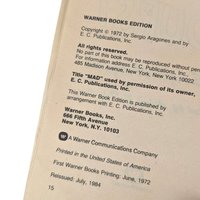 WARNER BOOKS EDITION
Copyright © 1972 by Sergio Aragones and
E. C. Publications, Inc.
All rights reserved.
No part of this book may be reproduced without per
For information address E. C. Publications, Inc.
485 Madison Avenue, New York, New York 10022
Title "MAD" used by permission of its owner,
E. C. Publications, Inc.
This Warner Book Edition is published by
arrangement with E. C. Publications, Inc.
Warner Books, Inc.
666 Fifth Avenue
New York, N.Y. 10103
A Warner Communications Company
Printed in the United States of America
First Warner Books Printing: June, 1972
Reissued: July, 1984
15